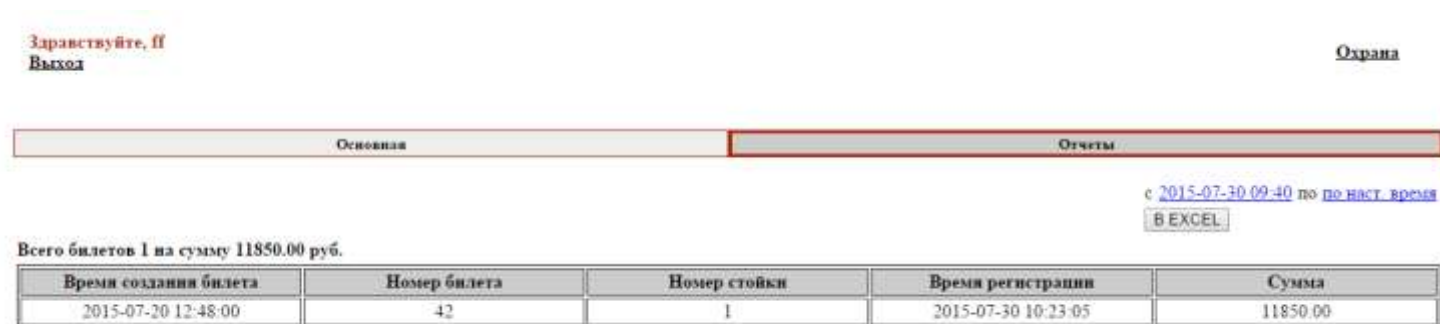 Здравствуйте, ff
Выход
Охрана
Основная Отчеты
с 2015-07-30 09:40 по по наст. время
В EXCEL
Всего билетов 1 на сумму 11850.00 руб.
Время создания билета Номер билета Номер стойки Время регистрации Сумма
2015-07-20 12:48:00 42 1 2015-07-30 10:23:05 11850.00